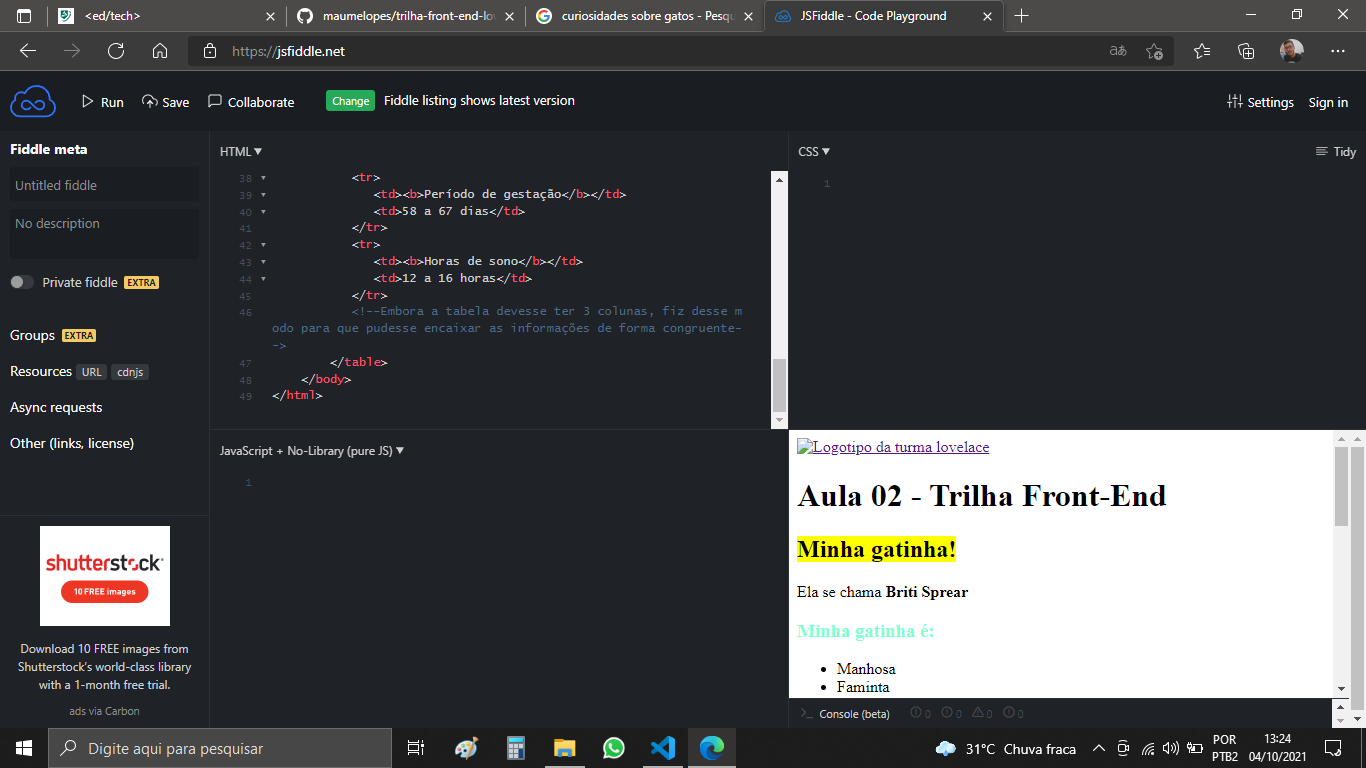 <ed/tech>
maumelopes/trilha-front-end-lov
curiosidades sobre gatos - Pesqu
JSFiddle - Code Playground
https://jsfiddle.net
Run
Save
Collaborate
Change
Fiddle listing shows latest version
Settings
Sign in
Fiddle meta
Untitled fiddle
No description
Private fiddle EXTRA
Groups EXTRA
Resources URL cdnjs
Async requests
Other (links, license)
shutterstock
10 FREE images
Download 10 FREE images from
Shutterstock's world-class library
with a 1-month free trial.
ads via Carbon
HTML
38 <tr>
39 <td><b>Período de gestação</b></td>
40 <td>58 a 67 dias</td>
41 </tr>
42 <tr>
43 <td><b>Horas de sono</b></td>
44 <td>12 a 16 horas</td>
45 </tr>
46 <!--Embora a tabela devesse ter 3 colunas, fiz desse m
odo para que pudesse encaixar as informações de forma congruente-
->
47 </table>
48 </body>
49 </html>
CSS
Tidy
1
JavaScript + No-Library (pure JS)
1
Logotipo da turma lovelace
Aula 02 - Trilha Front-End
Minha gatinha!
Ela se chama Briti Sprear
Minha gatinha é:
• Manhosa
• Faminta
>_ Console (beta) 0 0 0 0
Digite aqui para pesquisar
31°C Chuva fraca
POR
PTB2
13:24
04/10/2021